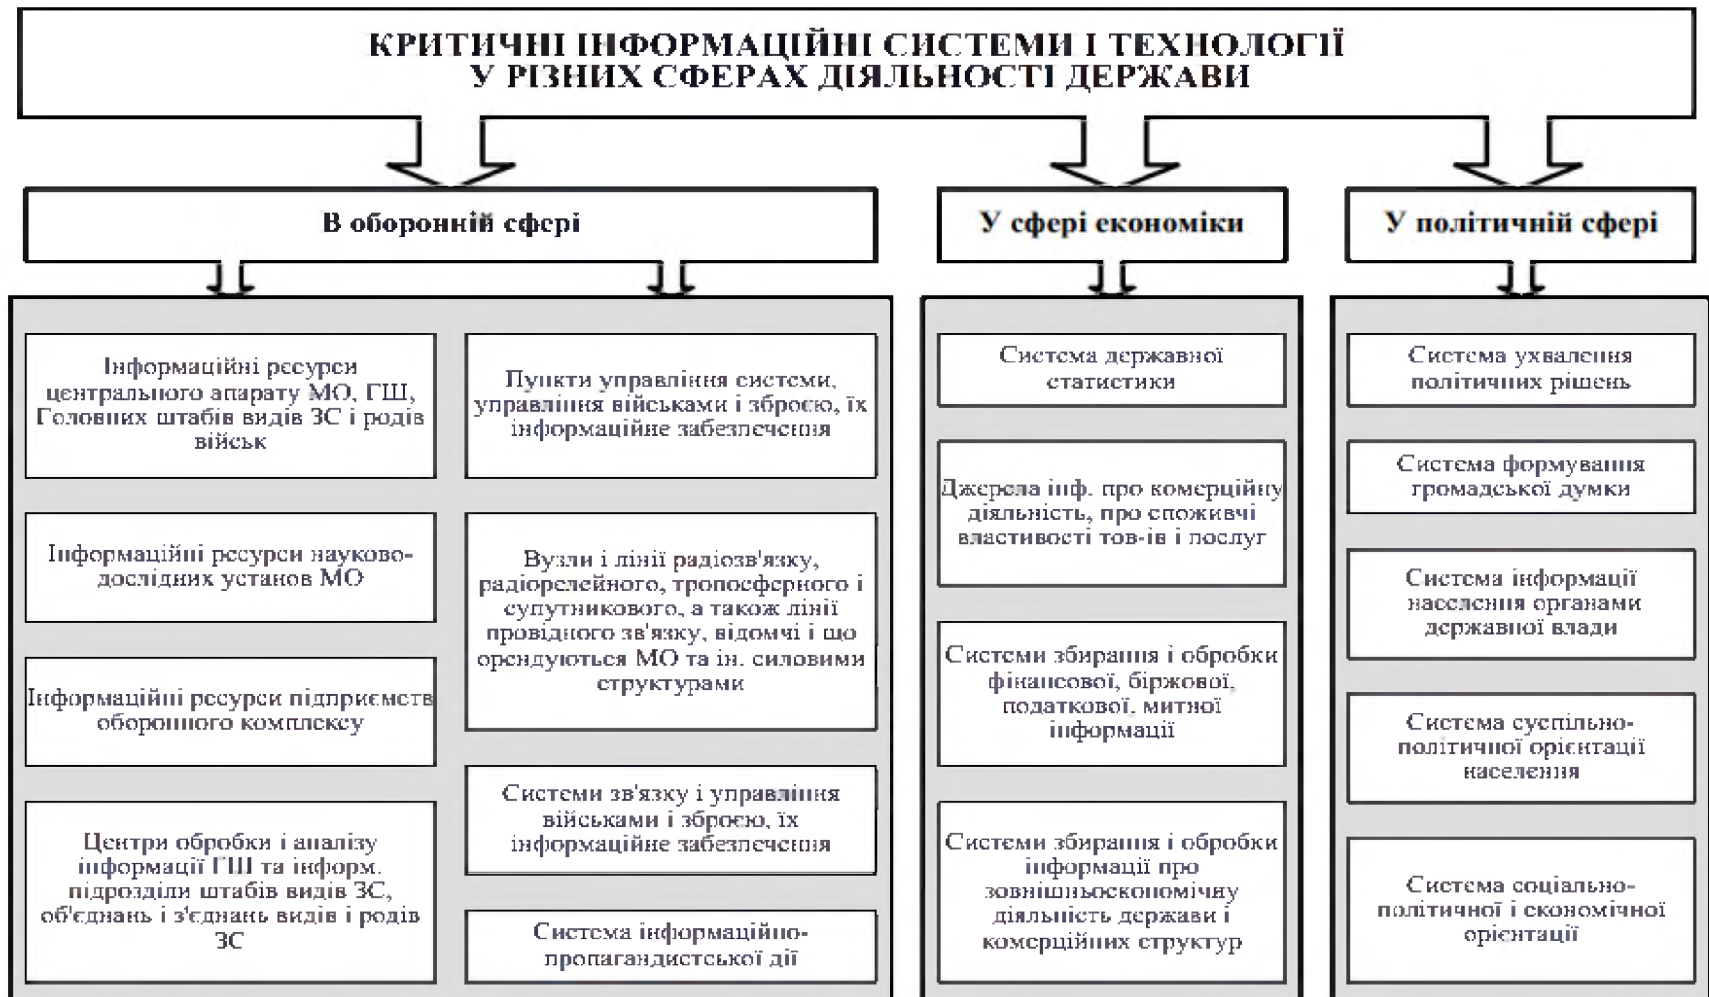 КРИТИЧНІ ІНФОРМАЦІЙНІ СИСТЕМИ І ТЕХНОЛОГІЇ
У РІЗНИХ СФЕРАХ ДІЯЛЬНОСТІ ДЕРЖАВИ
В оборонній сфері
Інформаційні ресурси
центрального апарату МО, ГШ,
Головних штабів видів ЗС і родів
військ
Інформаційні ресурси науково-
дослідних установ МО
Інформаційні ресурси підприємств
оборонного комплексу
Центри обробки і аналізу
інформації ГШ та інформ.
підрозділи штабів видів ЗС,
об'єднань і з'єднань видів і родів
ЗС
Пункти управління системи,
управління військами і зброєю, їх
інформаційне забезпечення
Вузли і лінії радіозв'язку,
радіорелейного, тропосферного і
супутникового, а також лінії
провідного зв'язку, відомчі і що
орендуються МО та ін. силовими
структурами
Системи зв'язку і управління
військами і зброєю, їх
інформаційне забезпечення
Система інформаційно-
пропагандистської дії
У сфері економіки
Система державної
статистики
Джерела інф. про комерційну
діяльність, про споживчі
властивості тов-ів і послуг
Системи збирання і обробки
фінансової, біржової,
податкової, митної
інформації
Системи збирання і обробки
інформації про
зовнішньоекономічну
діяльність держави і
комерційних структур
У політичній сфері
Система ухвалення
політичних рішень
Система формування
громадської думки
Система інформації
населення органами
державної влади
Система суспільно-
політичної орієнтації
населення
Система соціально-
політичної і економічної
орієнтації